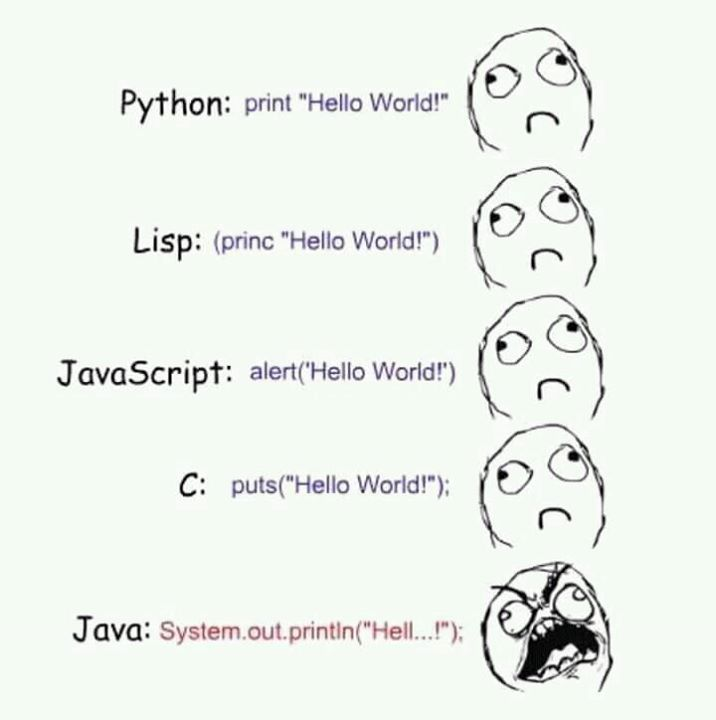 Python: print "Hello World!"
Lisp: (princ "Hello World!")
JavaScript: alert('Hello World!')
C: puts("Hello World!");
Java: System.out.println("Hell...!");